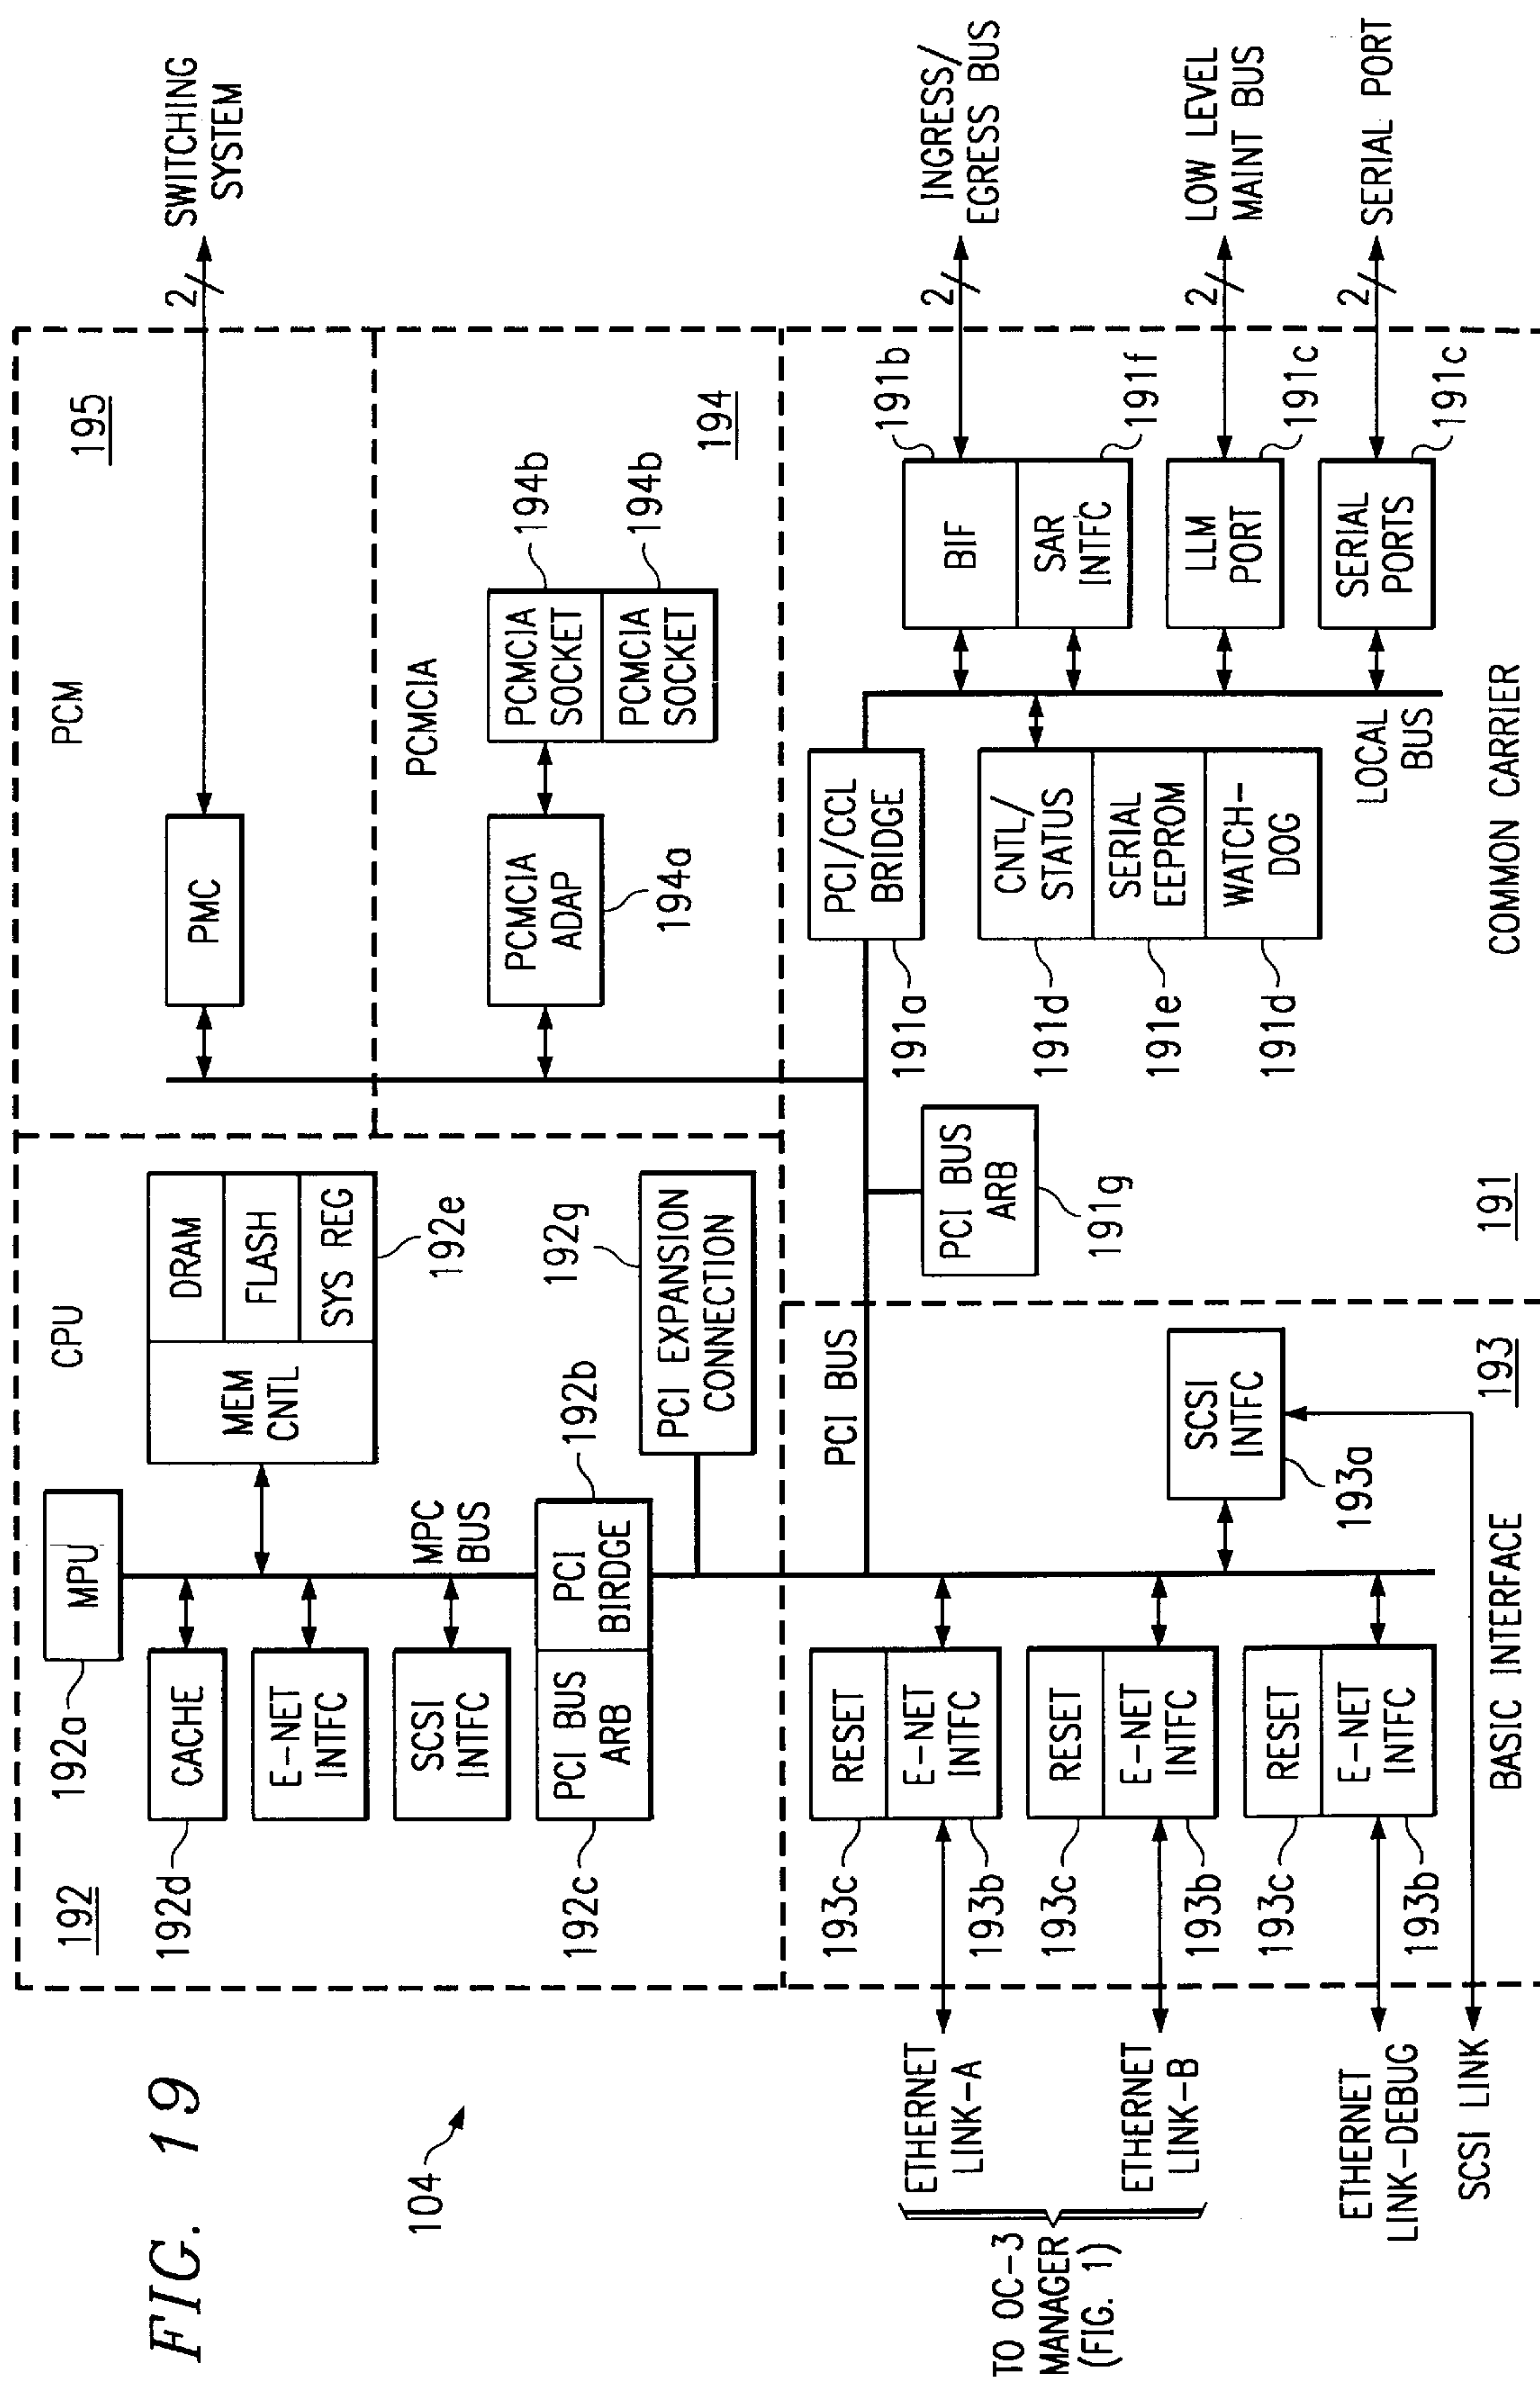 FIG. 19
104
192
192a
MPU
CPU
192d
CACHE
E-NET
INTFC
SCSI
INTFC
MPC
BUS
MEM
CNTL
DRAM
FLASH
SYS REG
192e
192c
PCI BUS
ARB
PCI
BIRDGE
192b
PCI EXPANSION
CONNECTION
192g
PCM
195
PMC
2
SWITCHING
SYSTEM
PCMCIA
194
PCMCIA
ADAP
194a
PCMCIA
SOCKET
194b
PCMCIA
SOCKET
194b
TO OC-3
MANAGER
(FIG. 1)
ETHERNET
LINK-A
ETHERNET
LINK-B
ETHERNET
LINK-DEBUG
SCSI LINK
193c
RESET
193b
E-NET
INTFC
193c
RESET
193b
E-NET
INTFC
193c
RESET
193b
E-NET
INTFC
SCSI
INTFC
193a
BASIC INTERFACE
193
PCI BUS
PCI BUS
ARB
191g
191
PCI/CCL
BRIDGE
191a
CNTL/
STATUS
191d
SERIAL
EEPROM
191e
WATCH-
DOG
191d
LOCAL
BUS
COMMON CARRIER
BIF
191b
SAR
INTFC
191f
LLM
PORT
191c
SERIAL
PORTS
191c
2
INGRESS/
EGRESS BUS
2
LOW LEVEL
MAINT BUS
2
SERIAL PORT